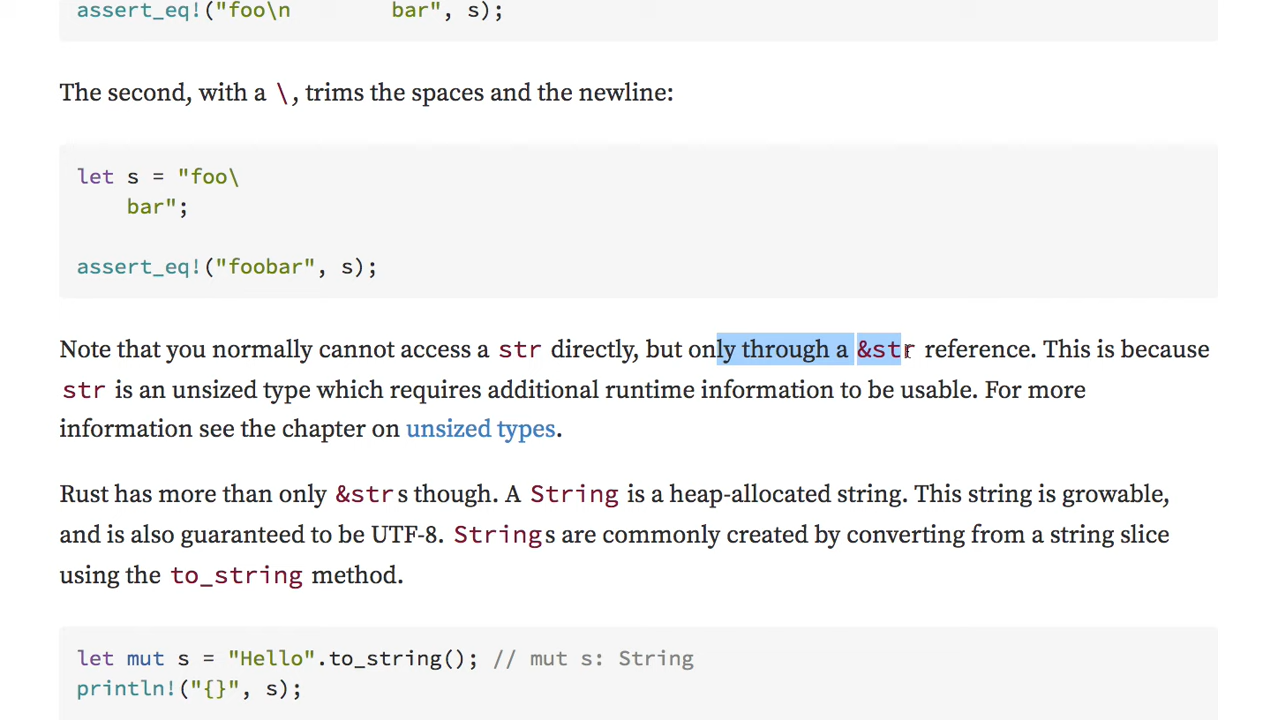 assert_eq!("foo\n        bar", s);
The second, with a \, trims the spaces and the newline:
let s = "foo\
    bar";
assert_eq!("foobar", s);
Note that you normally cannot access a str directly, but only through a &str reference. This is because
str is an unsized type which requires additional runtime information to be usable. For more
information see the chapter on unsized types.
Rust has more than only &strs though. A String is a heap-allocated string. This string is growable,
and is also guaranteed to be UTF-8. Strings are commonly created by converting from a string slice
using the to_string method.
let mut s = "Hello".to_string(); // mut s: String
println!("{}", s);